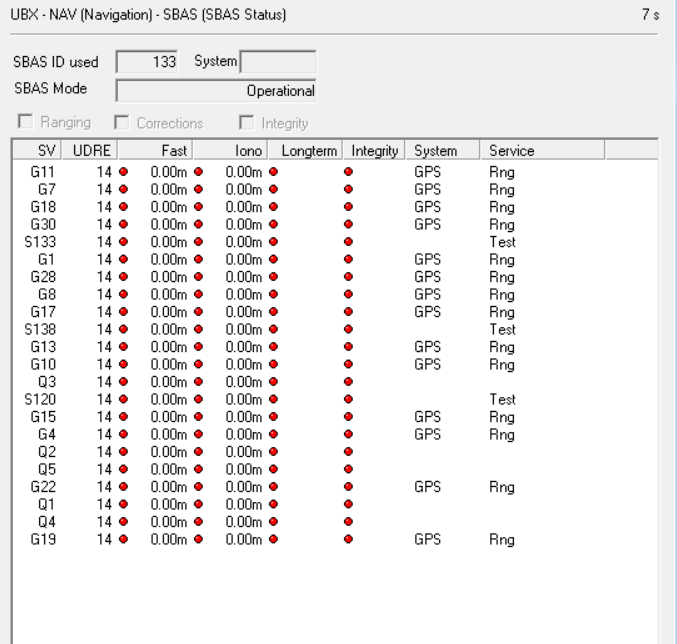 UBX - NAV (Navigation) - SBAS (SBAS Status) 7 s
SBAS ID used 133 System
SBAS Mode Operational
Ranging Corrections Integrity
SV UDRE Fast Iono Longterm Integrity System Service
G11 14 0.00m 0.00m GPS Rng
G7 14 0.00m 0.00m GPS Rng
G18 14 0.00m 0.00m GPS Rng
G30 14 0.00m 0.00m GPS Rng
S133 14 0.00m 0.00m Test
G1 14 0.00m 0.00m GPS Rng
G28 14 0.00m 0.00m GPS Rng
G8 14 0.00m 0.00m GPS Rng
G17 14 0.00m 0.00m GPS Rng
S138 14 0.00m 0.00m Test
G13 14 0.00m 0.00m GPS Rng
G10 14 0.00m 0.00m GPS Rng
Q3 14 0.00m 0.00m
S120 14 0.00m 0.00m Test
G15 14 0.00m 0.00m GPS Rng
G4 14 0.00m 0.00m GPS Rng
Q2 14 0.00m 0.00m
Q5 14 0.00m 0.00m
G22 14 0.00m 0.00m GPS Rng
Q1 14 0.00m 0.00m
Q4 14 0.00m 0.00m
G19 14 0.00m 0.00m GPS Rng